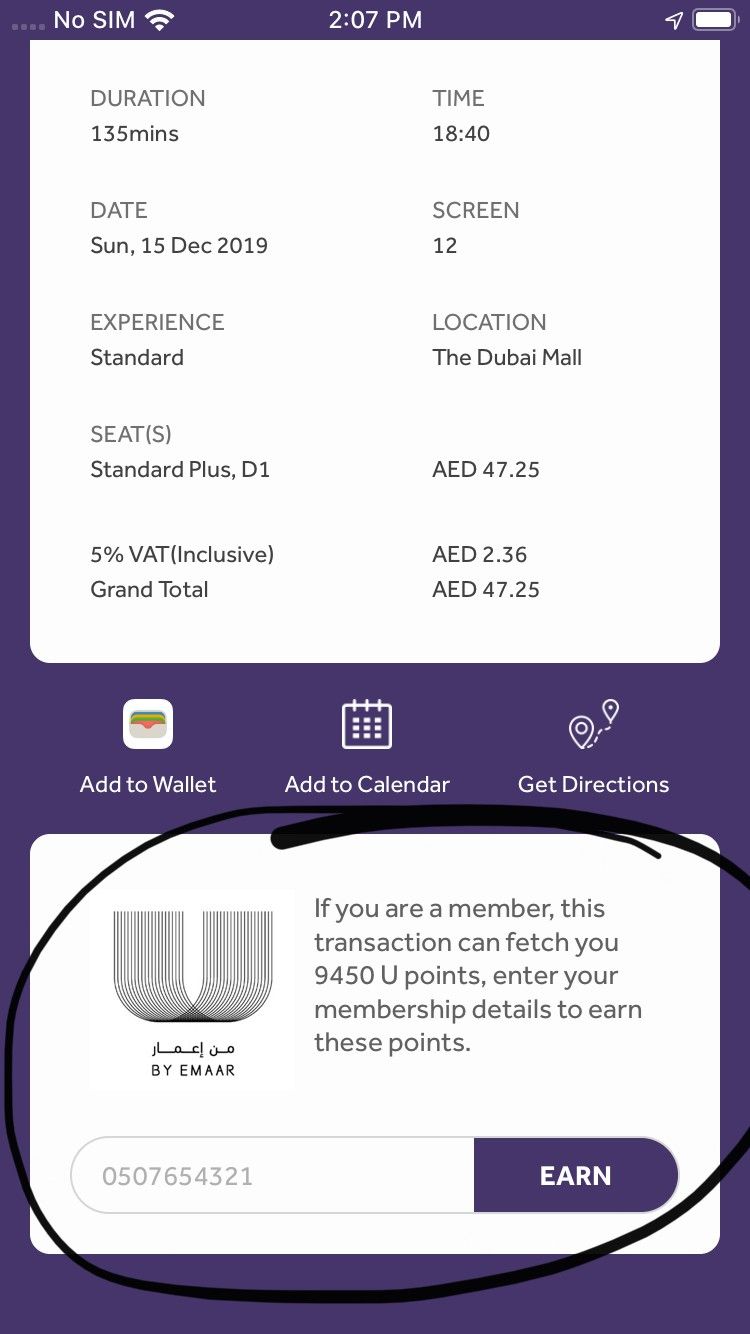 No SIM 2:07 PM
DURATION TIME
135mins 18:40
DATE SCREEN
Sun, 15 Dec 2019 12
EXPERIENCE LOCATION
Standard The Dubai Mall
SEAT(S)
Standard Plus, D1 AED 47.25
5% VAT(Inclusive) AED 2.36
Grand Total AED 47.25
Add to Wallet Add to Calendar Get Directions
If you are a member, this
transaction can fetch you
9450 U points, enter your
membership details to earn
these points.
U
من إعمار
BY EMAAR
0507654321 EARN